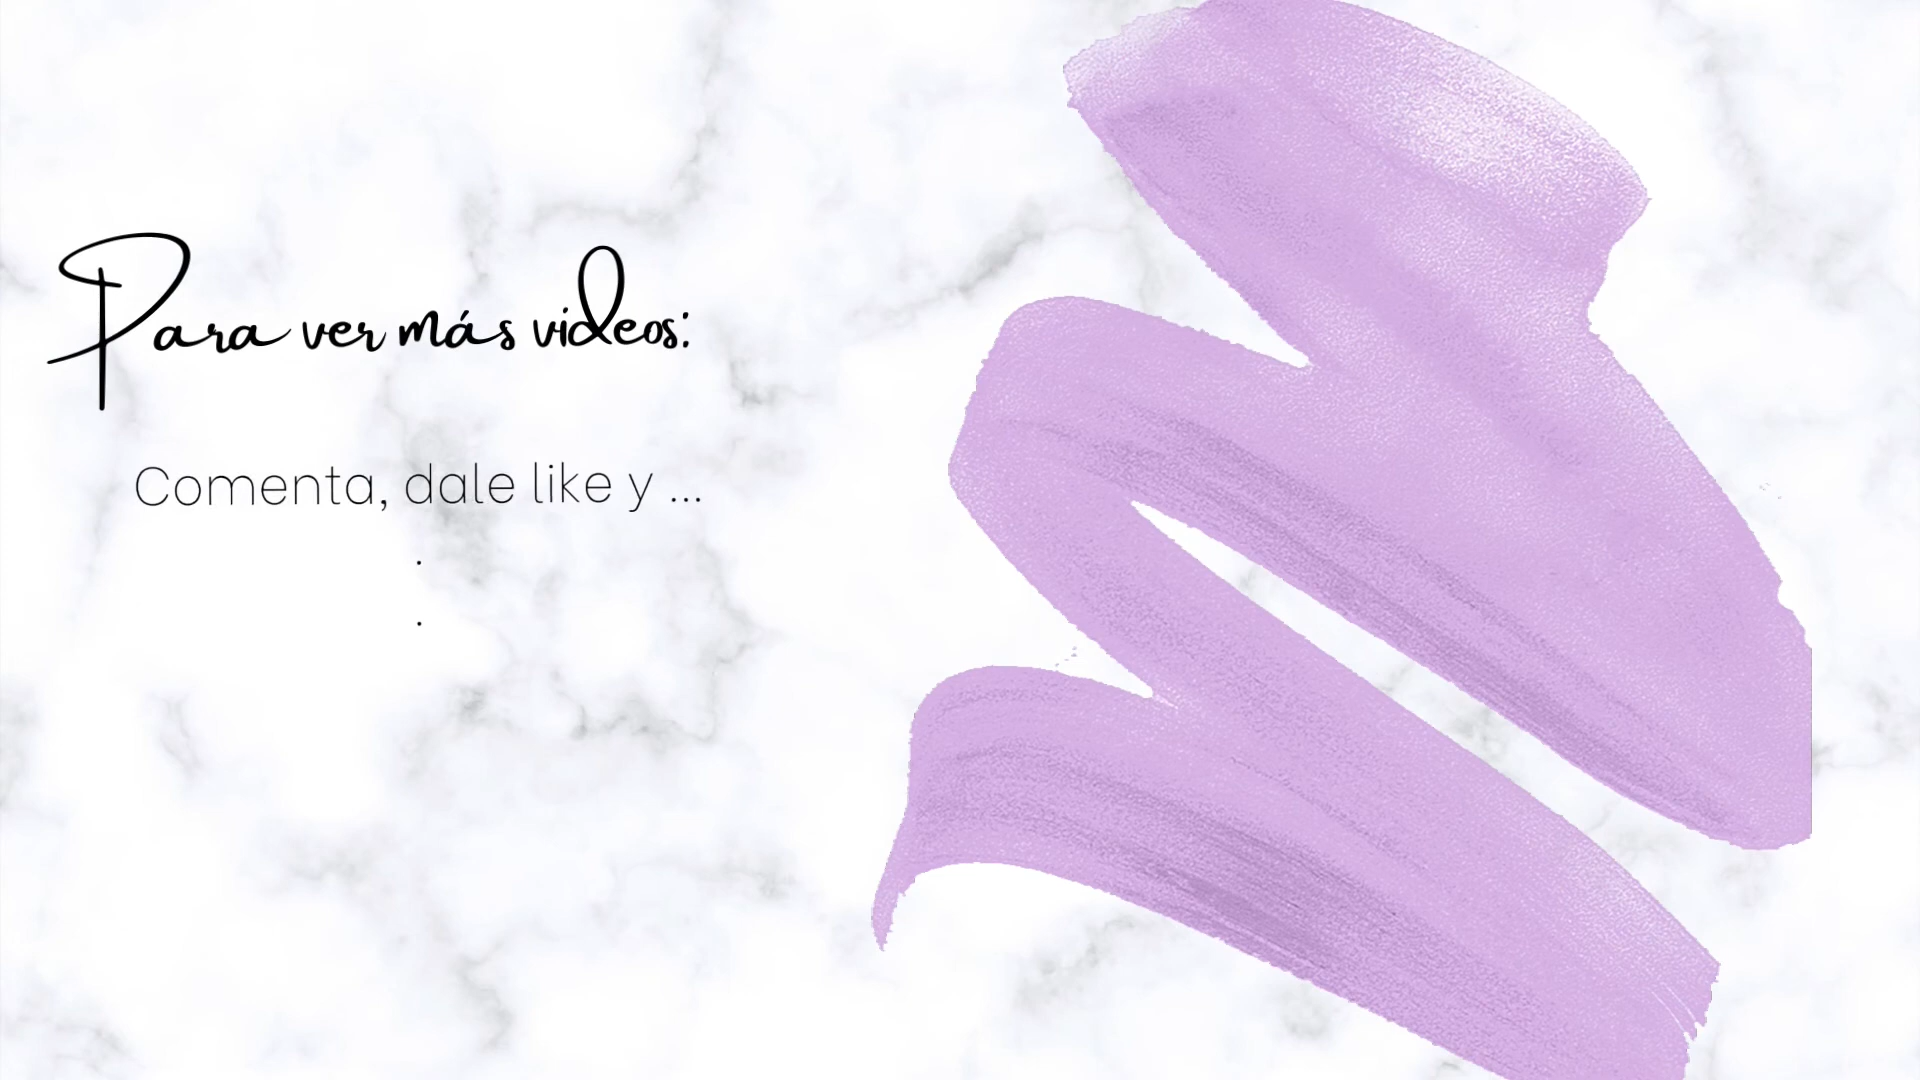 Para ver más videos:
Comenta, dale like y ...
.
.